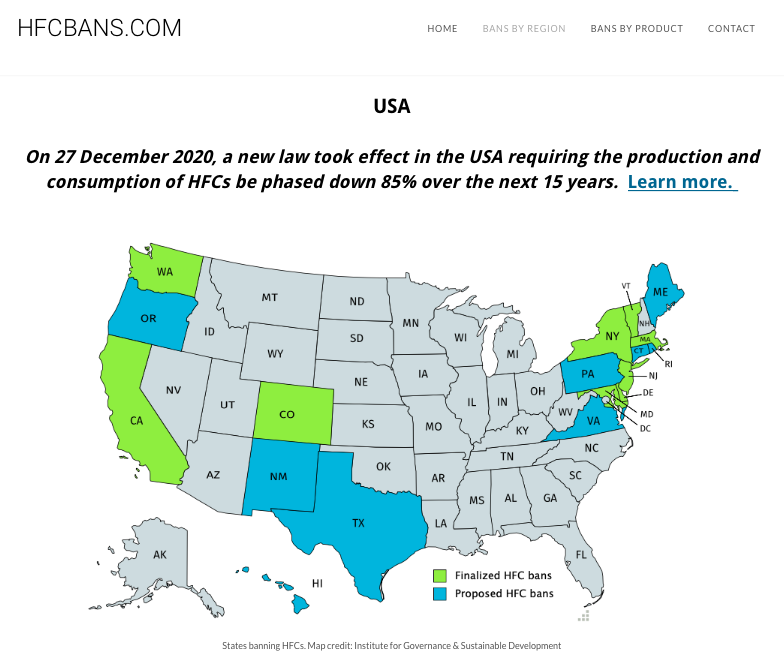 HFCBANS.COM
HOME BANS BY REGION BANS BY PRODUCT CONTACT
USA
On 27 December 2020, a new law took effect in the USA requiring the production and
consumption of HFCs be phased down 85% over the next 15 years. Learn more.
WA
OR
CA
ID
NV
MT
WY
UT
AZ
CO
NM
ND
SD
NE
KS
OK
TX
MN
IA
MO
AR
LA
WI
IL
MI
IN
OH
KY
TN
MS
AL
GA
FL
SC
NC
VA
WV
PA
NY
VT
NH
ME
MA
CT
RI
NJ
DE
MD
DC
AK
HI
Finalized HFC bans
Proposed HFC bans
States banning HFCs. Map credit: Institute for Governance & Sustainable Development